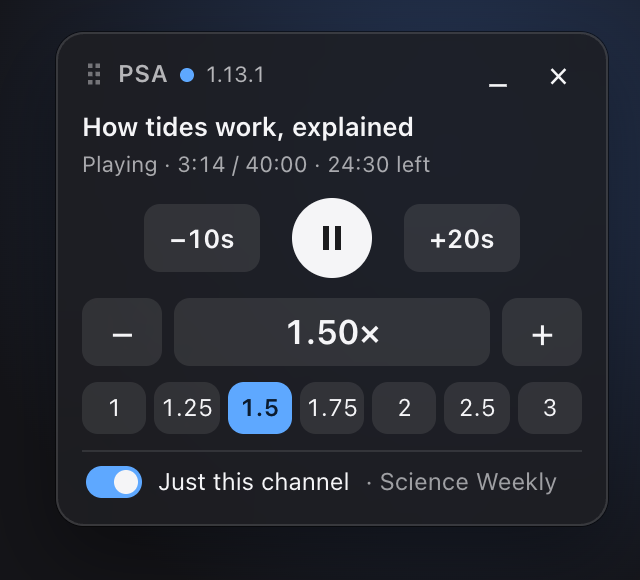 PSA 1.13.1
How tides work, explained
Playing · 3:14 / 40:00 · 24:30 left
−10s +20s
− 1.50× +
1 1.25 1.5 1.75 2 2.5 3
Just this channel · Science Weekly